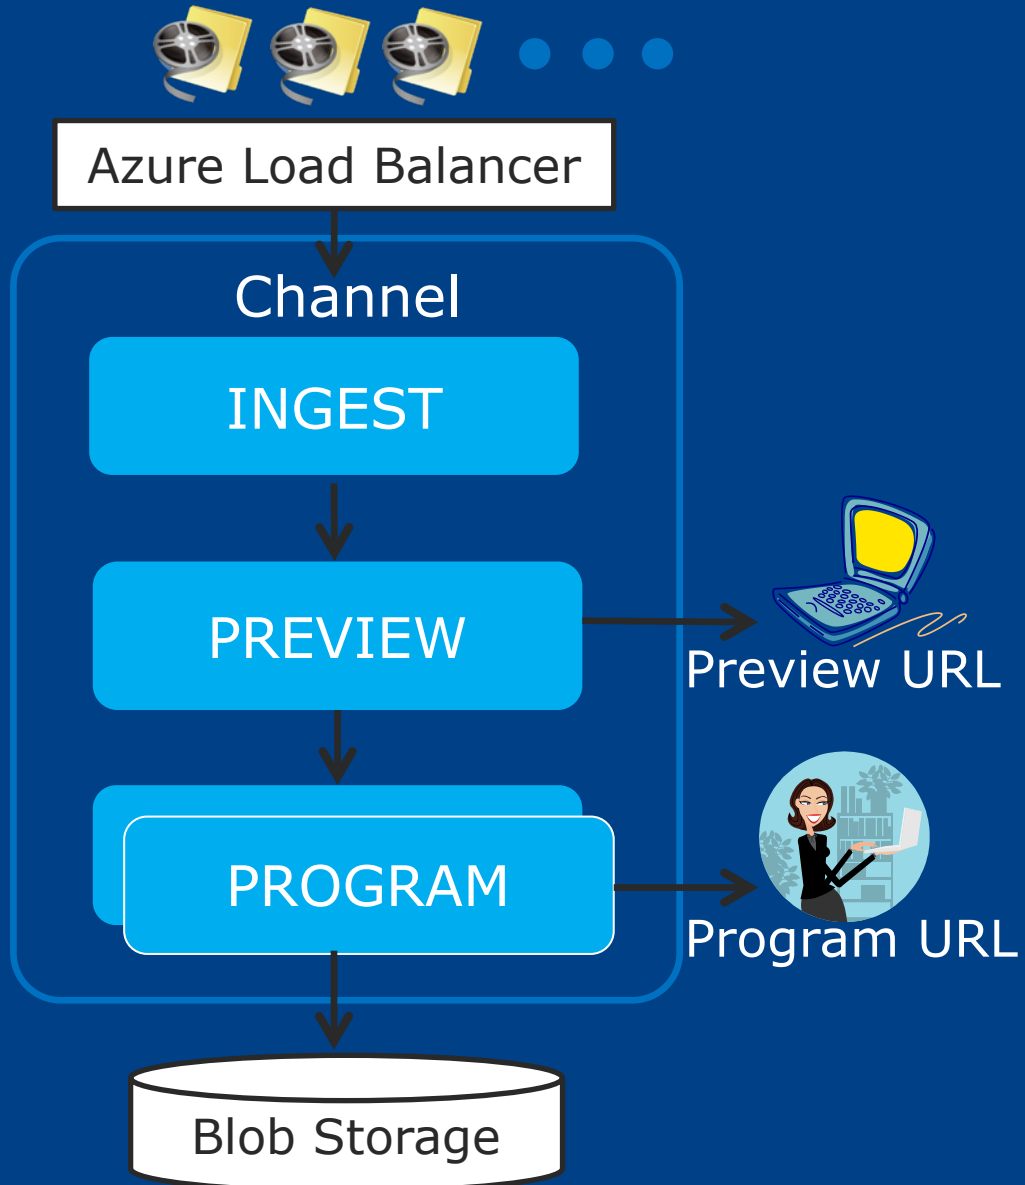 Azure Load Balancer
Channel
INGEST
PREVIEW
Preview URL
PROGRAM
Program URL
Blob Storage